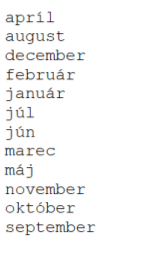 apríl
august
december
február
január
júl
jún
marec
máj
november
október
september